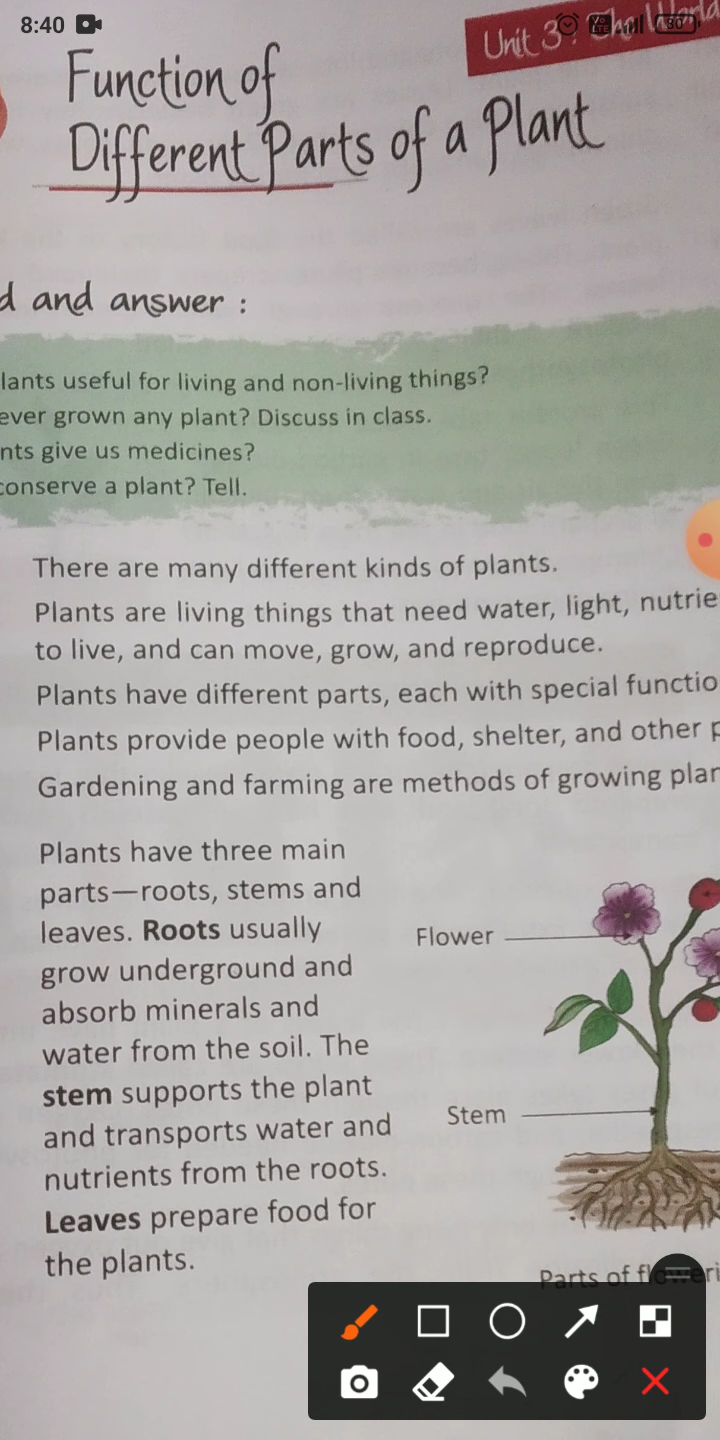 8:40
80
Unit 3 : The World
Function of
Different Parts of a Plant
d and answer :
lants useful for living and non-living things?
ever grown any plant? Discuss in class.
nts give us medicines?
conserve a plant? Tell.
There are many different kinds of plants.
Plants are living things that need water, light, nutrie
to live, and can move, grow, and reproduce.
Plants have different parts, each with special functio
Plants provide people with food, shelter, and other p
Gardening and farming are methods of growing plan
Plants have three main
parts—roots, stems and
leaves. Roots usually
grow underground and
absorb minerals and
water from the soil. The
stem supports the plant
and transports water and
nutrients from the roots.
Leaves prepare food for
the plants.
Flower
Stem
Parts of floweri